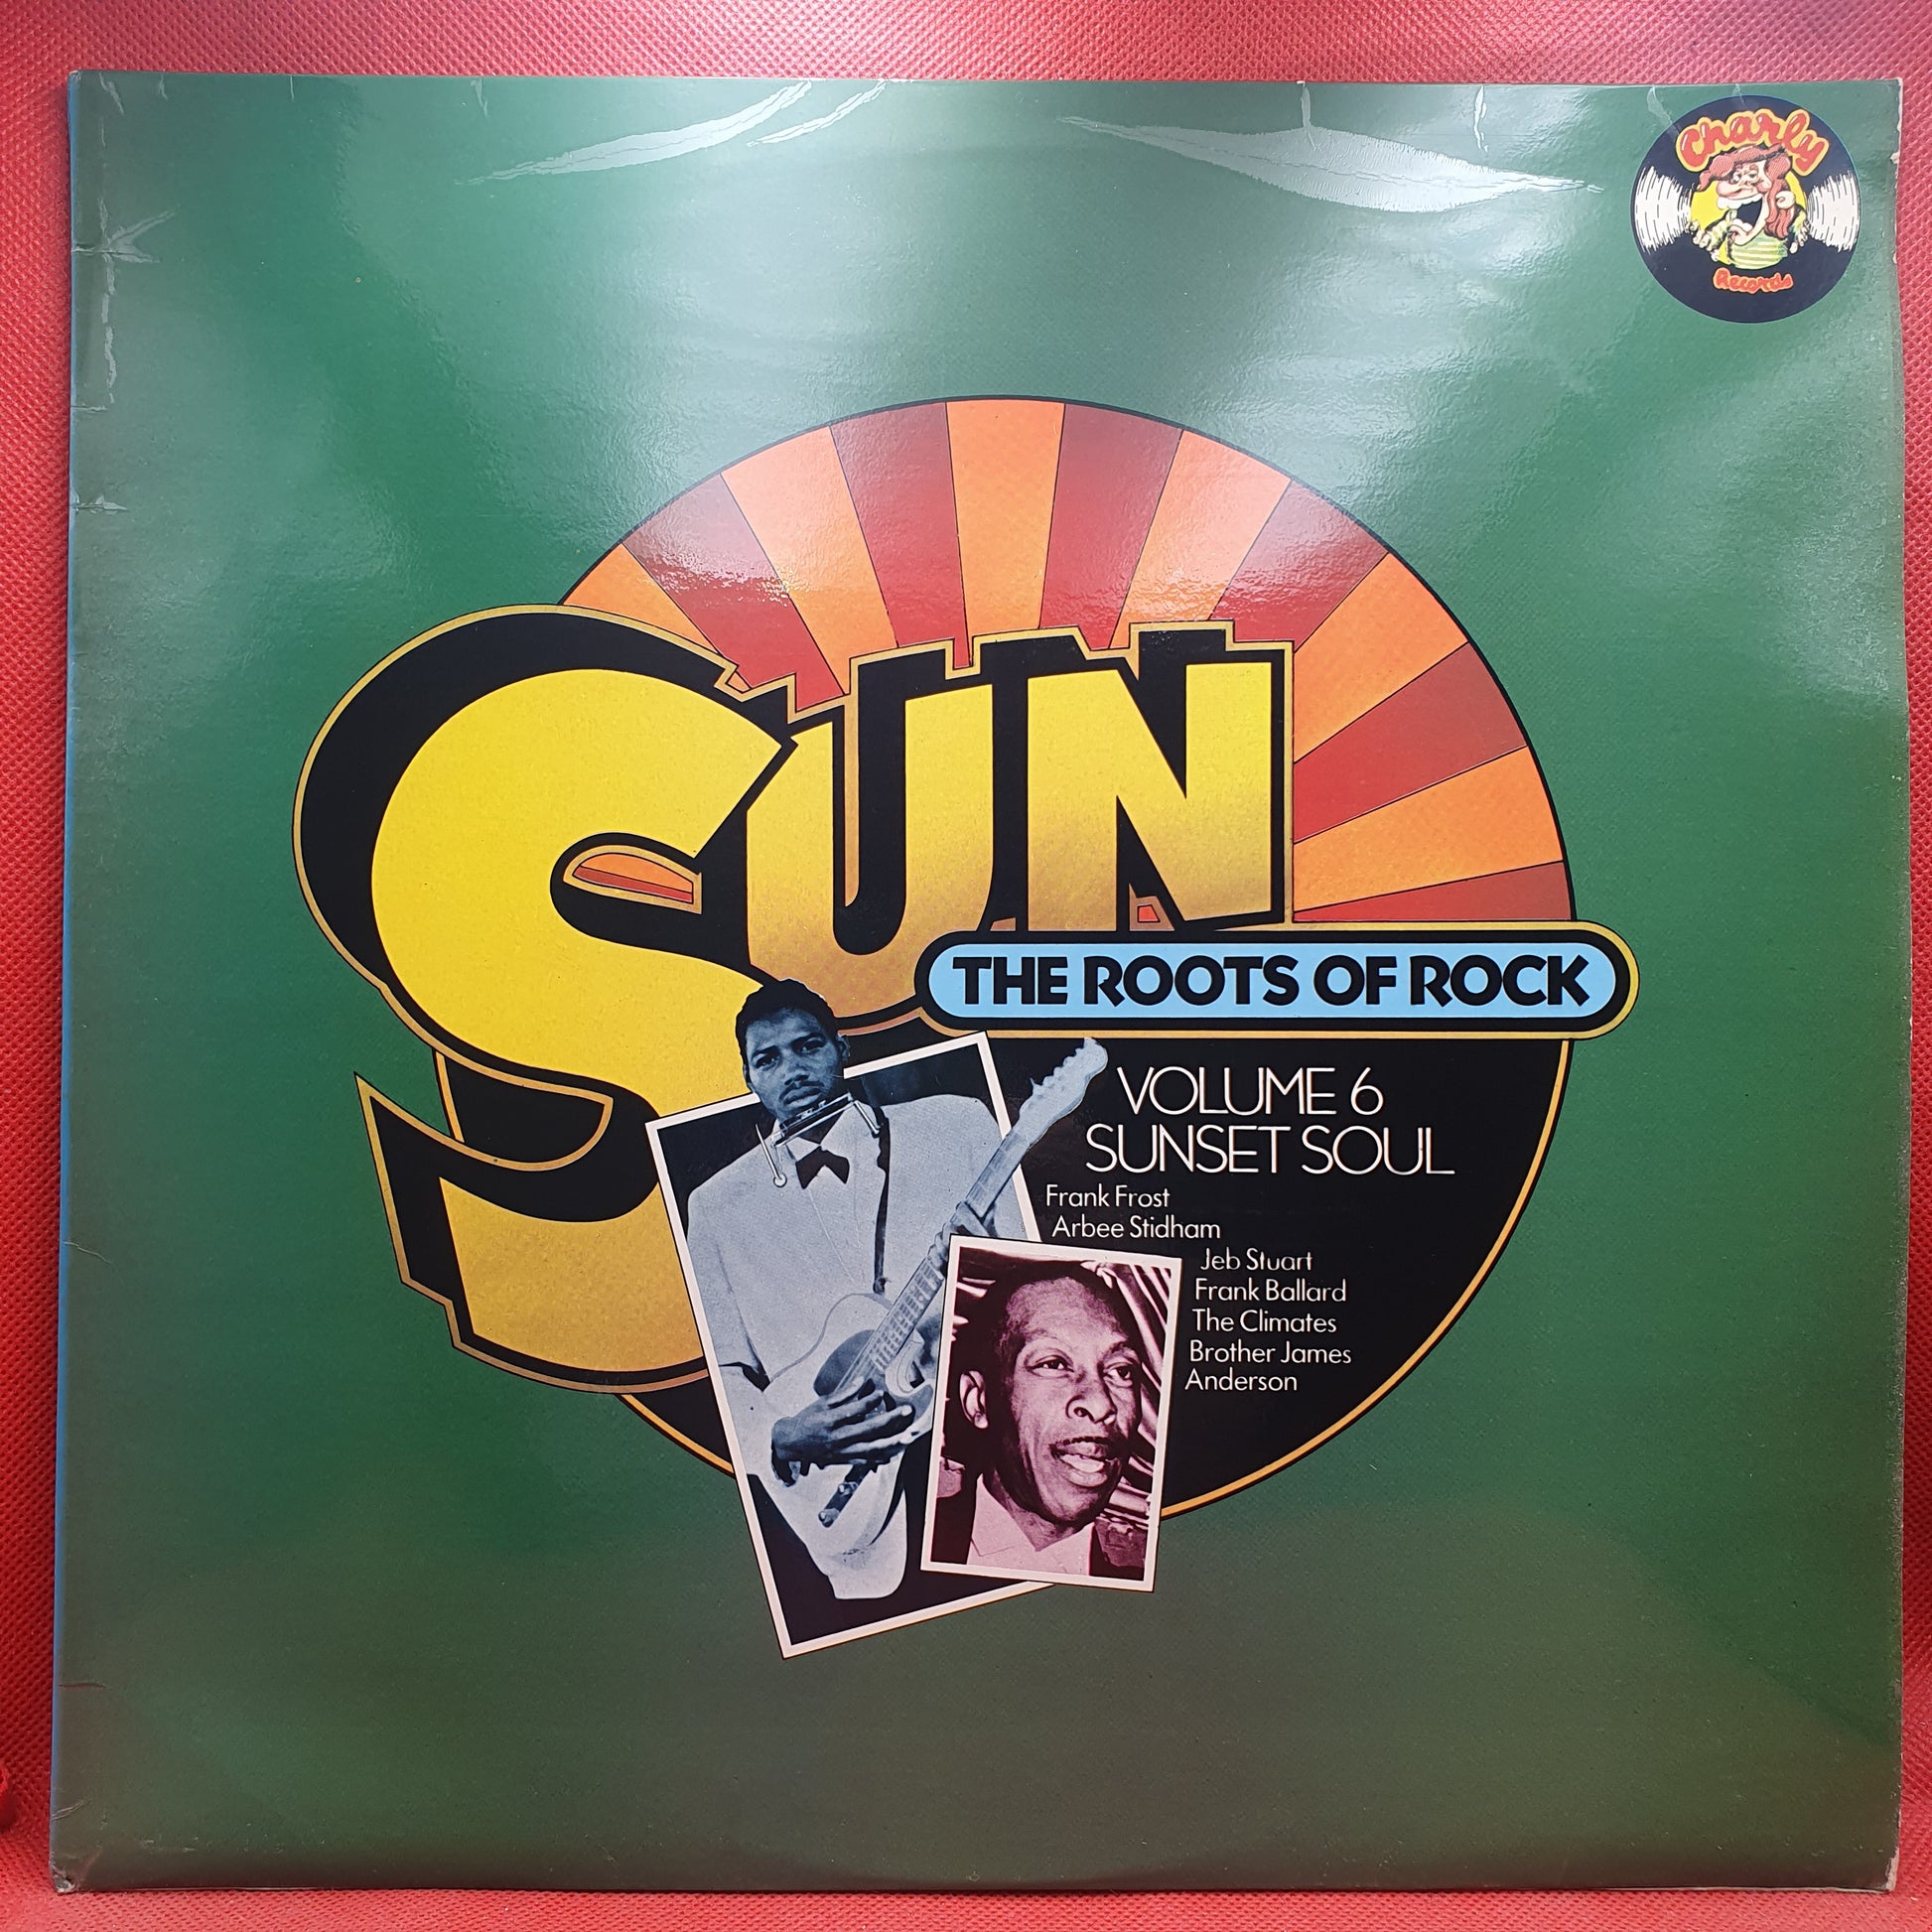 Charly
Records
SUN
THE ROOTS OF ROCK
VOLUME 6
SUNSET SOUL
Frank Frost
Arbee Stidham
Jeb Stuart
Frank Ballard
The Climates
Brother James
Anderson